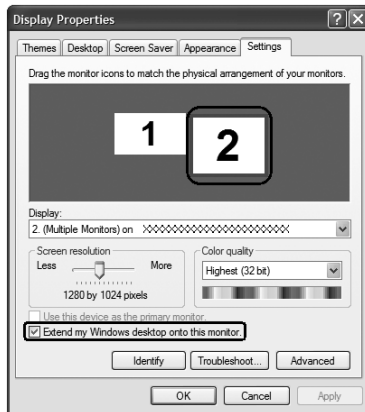 Display Properties
Themes Desktop Screen Saver Appearance Settings
Drag the monitor icons to match the physical arrangement of your monitors.
1 2
Display:
2. (Multiple Monitors) on XXXXXXXXXXXXXXXXXXXXXX
Screen resolution Color quality
Less More Highest (32 bit)
1280 by 1024 pixels
Use this device as the primary monitor.
Extend my Windows desktop onto this monitor.
Identify Troubleshoot... Advanced
OK Cancel Apply